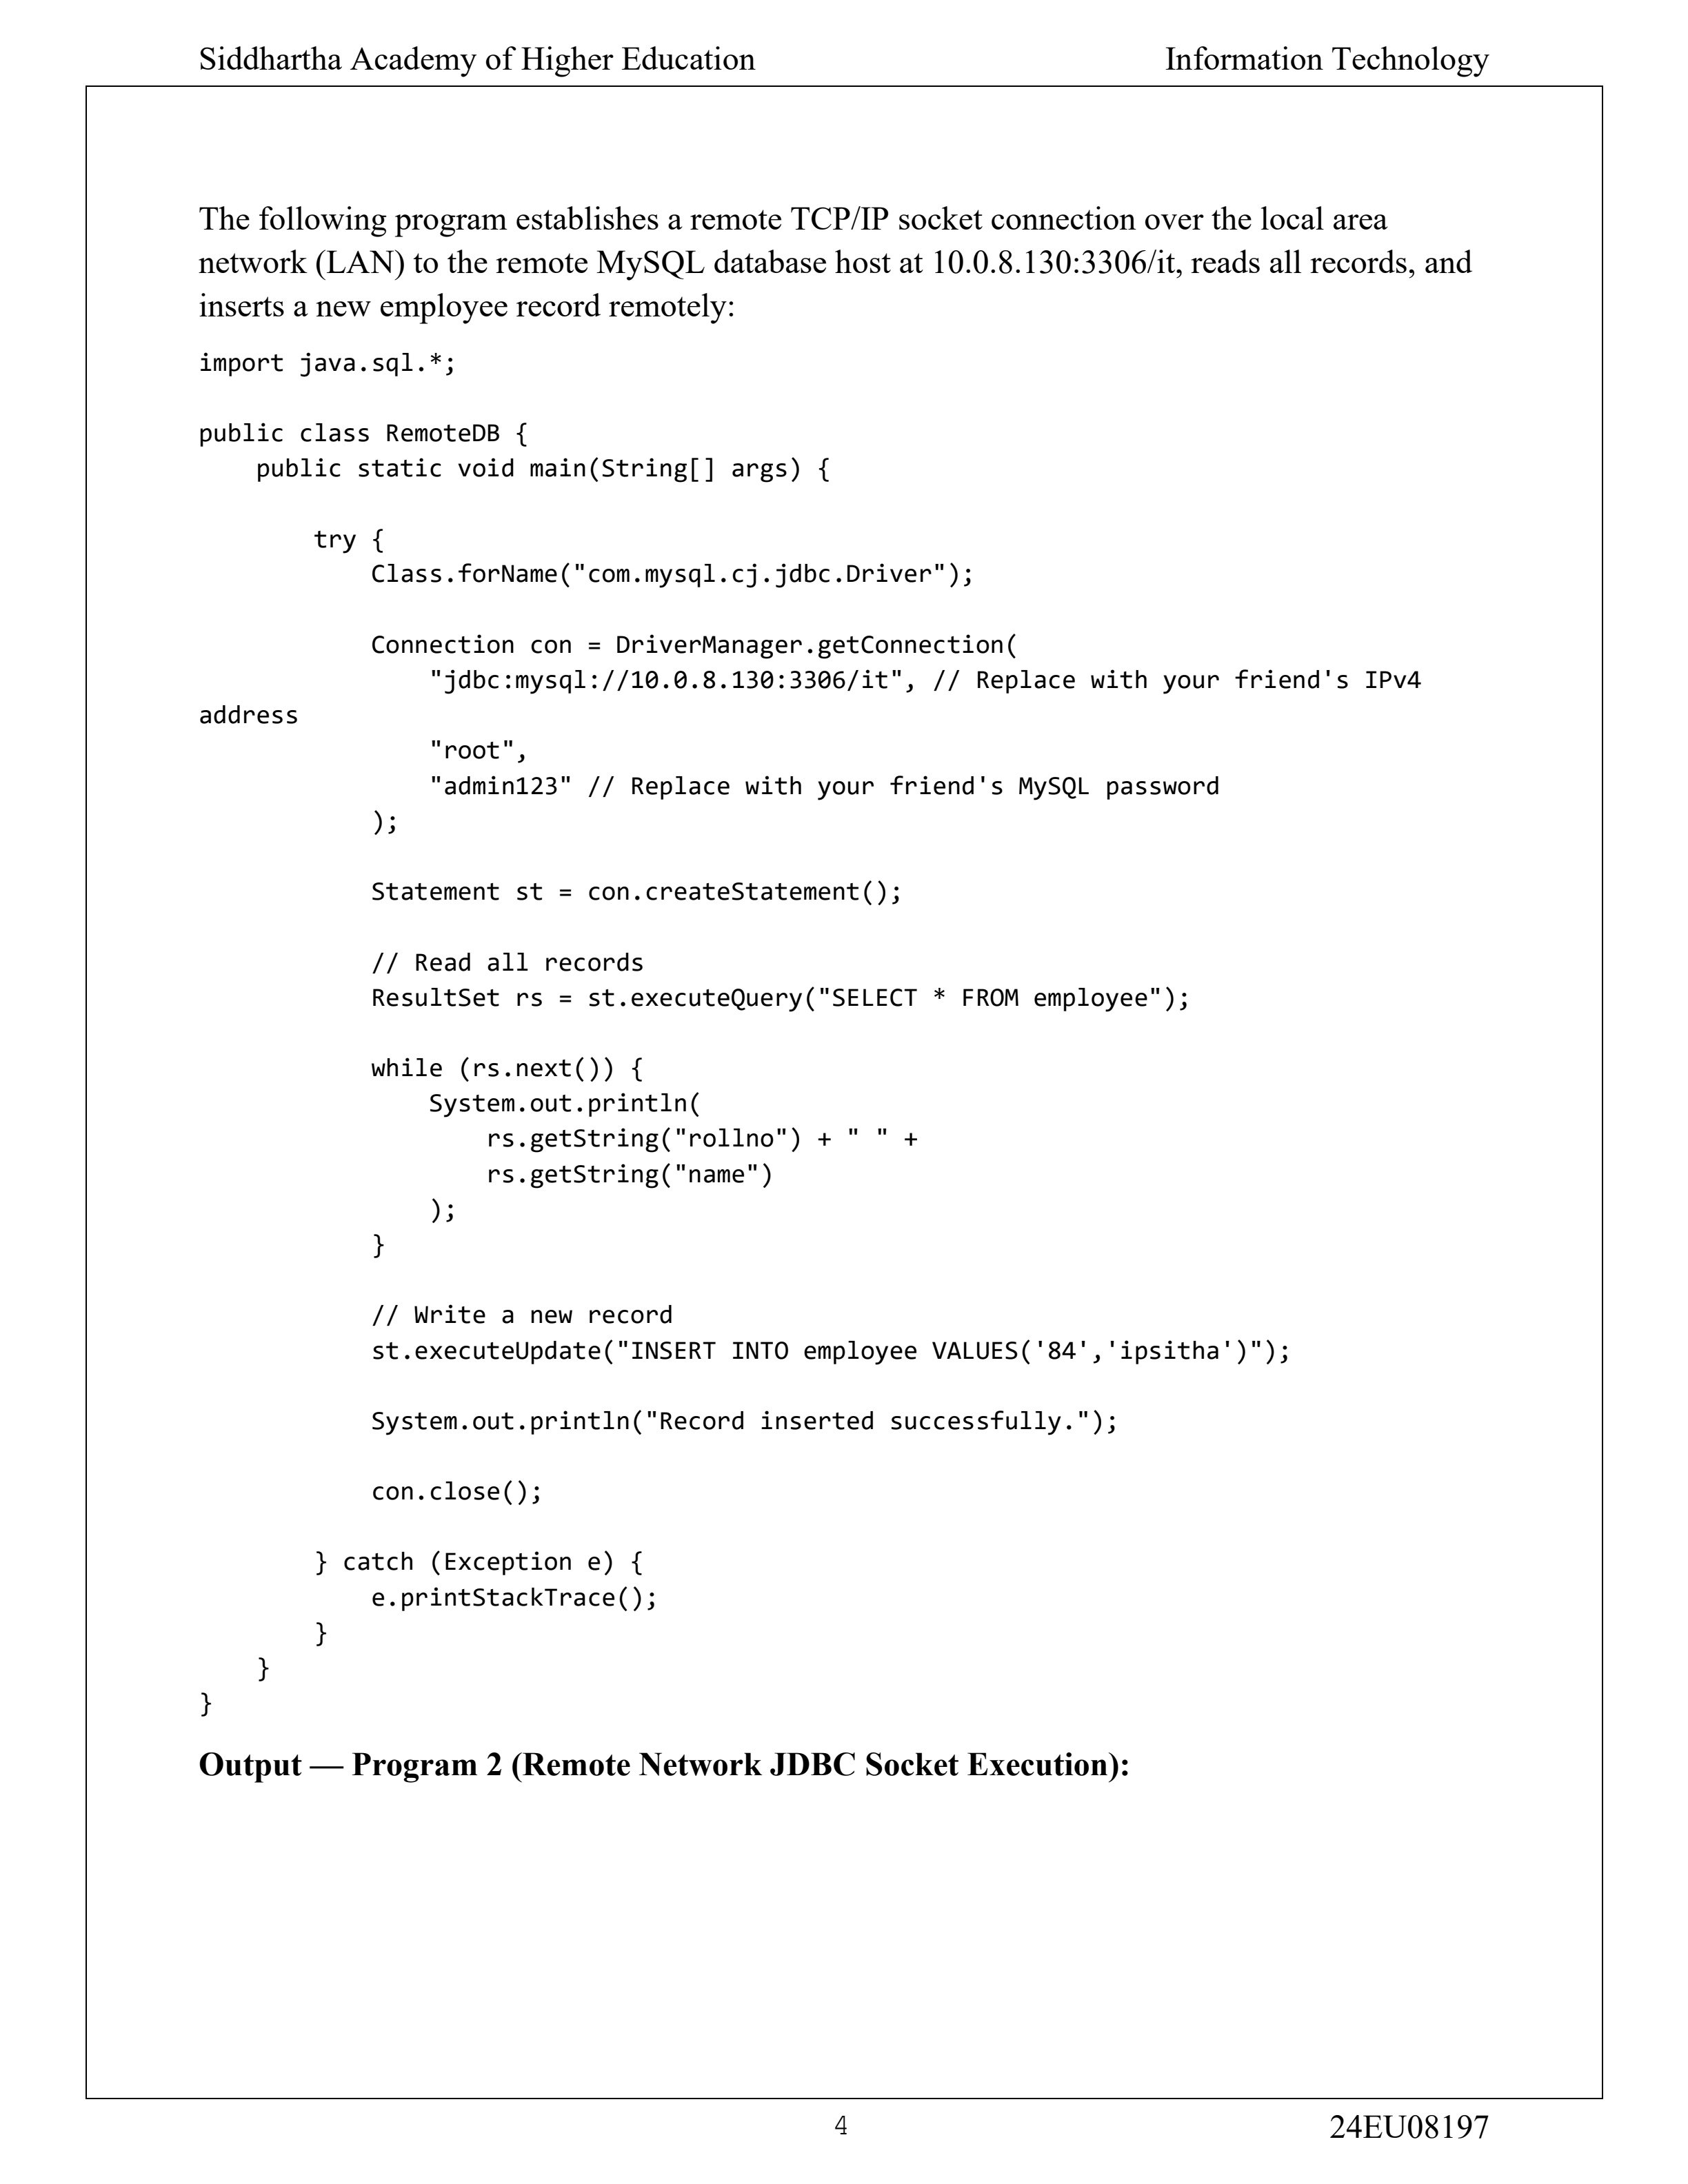 Siddhartha Academy of Higher Education Information Technology
The following program establishes a remote TCP/IP socket connection over the local area
network (LAN) to the remote MySQL database host at 10.0.8.130:3306/it, reads all records, and
inserts a new employee record remotely:
import java.sql.*;
public class RemoteDB {
    public static void main(String[] args) {
        try {
            Class.forName("com.mysql.cj.jdbc.Driver");
            Connection con = DriverManager.getConnection(
                "jdbc:mysql://10.0.8.130:3306/it", // Replace with your friend's IPv4
address
                "root",
                "admin123" // Replace with your friend's MySQL password
            );
            Statement st = con.createStatement();
            // Read all records
            ResultSet rs = st.executeQuery("SELECT * FROM employee");
            while (rs.next()) {
                System.out.println(
                    rs.getString("rollno") + " " +
                    rs.getString("name")
                );
            }
            // Write a new record
            st.executeUpdate("INSERT INTO employee VALUES('84','ipsitha')");
            System.out.println("Record inserted successfully.");
            con.close();
        } catch (Exception e) {
            e.printStackTrace();
        }
    }
}
Output — Program 2 (Remote Network JDBC Socket Execution):
4 24EU08197